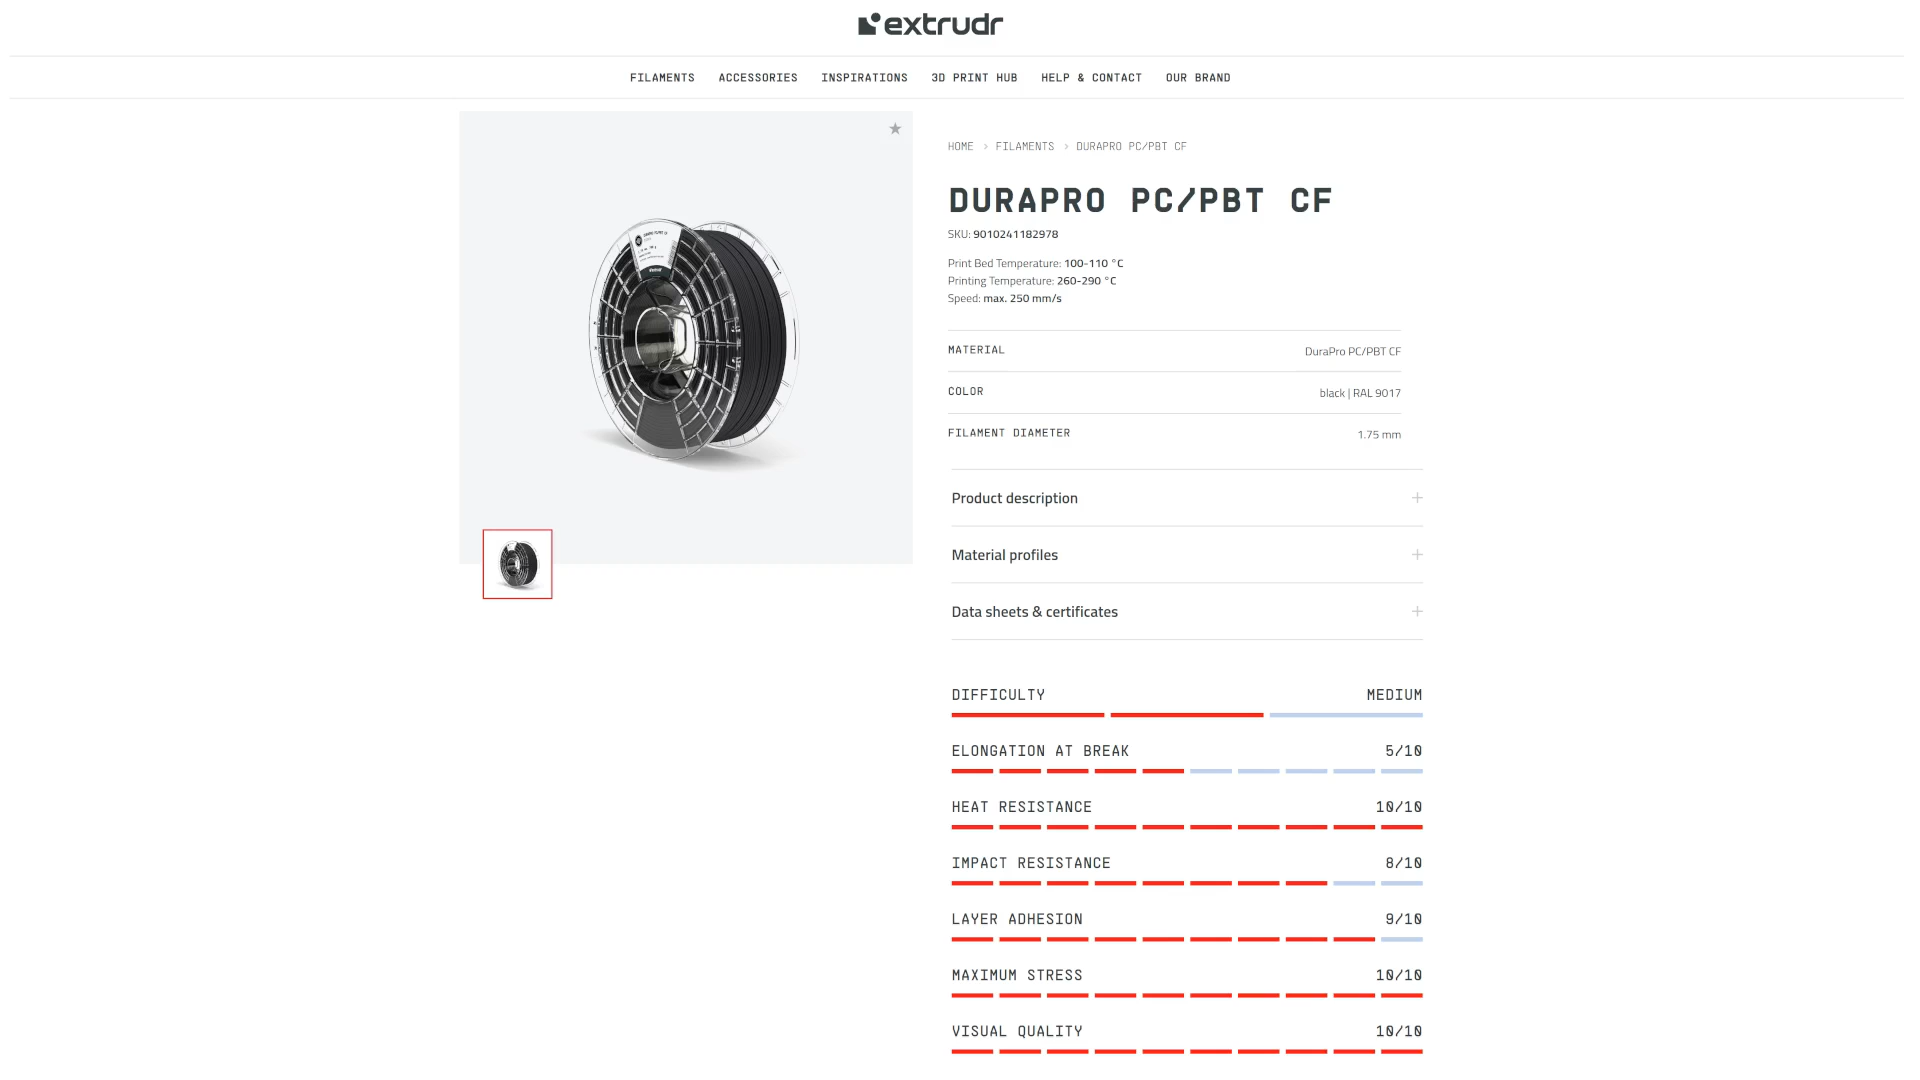 extrudr
FILAMENTS ACCESSORIES INSPIRATIONS 3D PRINT HUB HELP & CONTACT OUR BRAND
HOME > FILAMENTS > DURAPRO PC/PBT CF
DURAPRO PC/PBT CF
SKU: 9010241182978
Print Bed Temperature: 100-110 °C
Printing Temperature: 260-290 °C
Speed: max. 250 mm/s
MATERIAL DuraPro PC/PBT CF
COLOR black | RAL 9017
FILAMENT DIAMETER 1.75 mm
Product description +
Material profiles +
Data sheets & certificates +
DIFFICULTY MEDIUM
ELONGATION AT BREAK 5/10
HEAT RESISTANCE 10/10
IMPACT RESISTANCE 8/10
LAYER ADHESION 9/10
MAXIMUM STRESS 10/10
VISUAL QUALITY 10/10